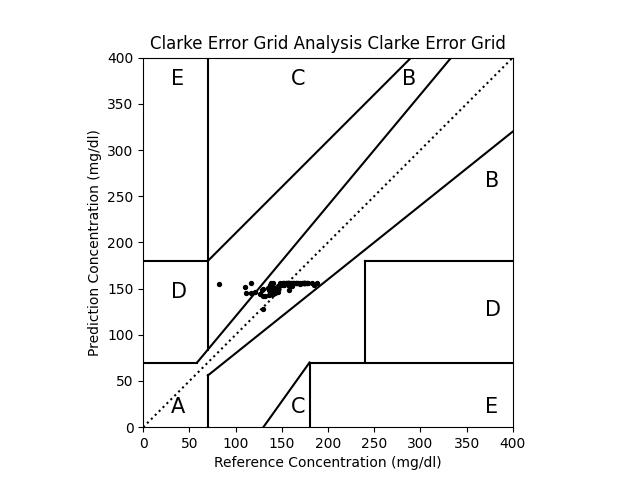 Clarke Error Grid Analysis Clarke Error Grid
400
350
300
250
200
150
100
50
0
Prediction Concentration (mg/dl)
E
C
B
B
D
D
A
C
E
0 50 100 150 200 250 300 350 400
Reference Concentration (mg/dl)